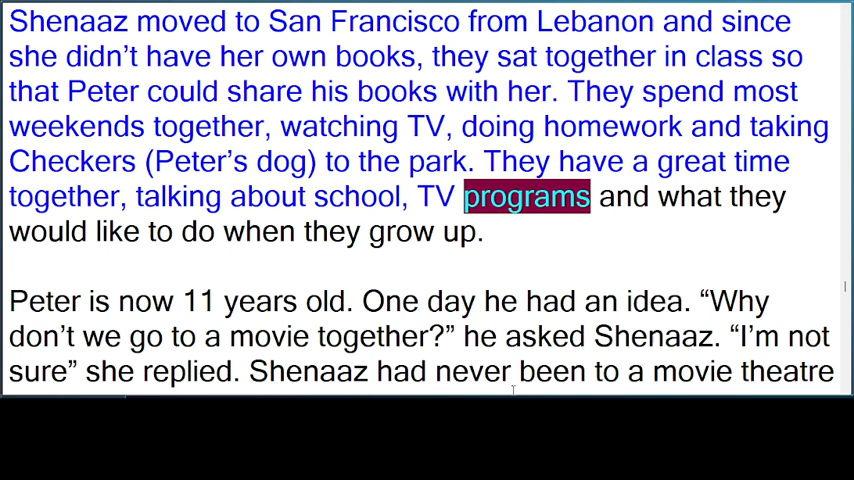 Shenaaz moved to San Francisco from Lebanon and since
she didn’t have her own books, they sat together in class so
that Peter could share his books with her. They spend most
weekends together, watching TV, doing homework and taking
Checkers (Peter’s dog) to the park. They have a great time
together, talking about school, TV programs and what they
would like to do when they grow up.
Peter is now 11 years old. One day he had an idea. “Why
don’t we go to a movie together?” he asked Shenaaz. “I’m not
sure” she replied. Shenaaz had never been to a movie theatre